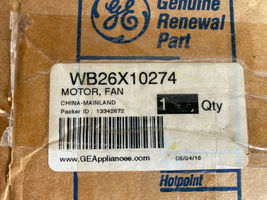 GE
Genuine
Renewal
Part
WB26X10274
MOTOR, FAN
CHINA-MAINLAND
Packer ID : 13342672
1 Qty
www.GEAppliances.com
06/04/16
Hotpoint